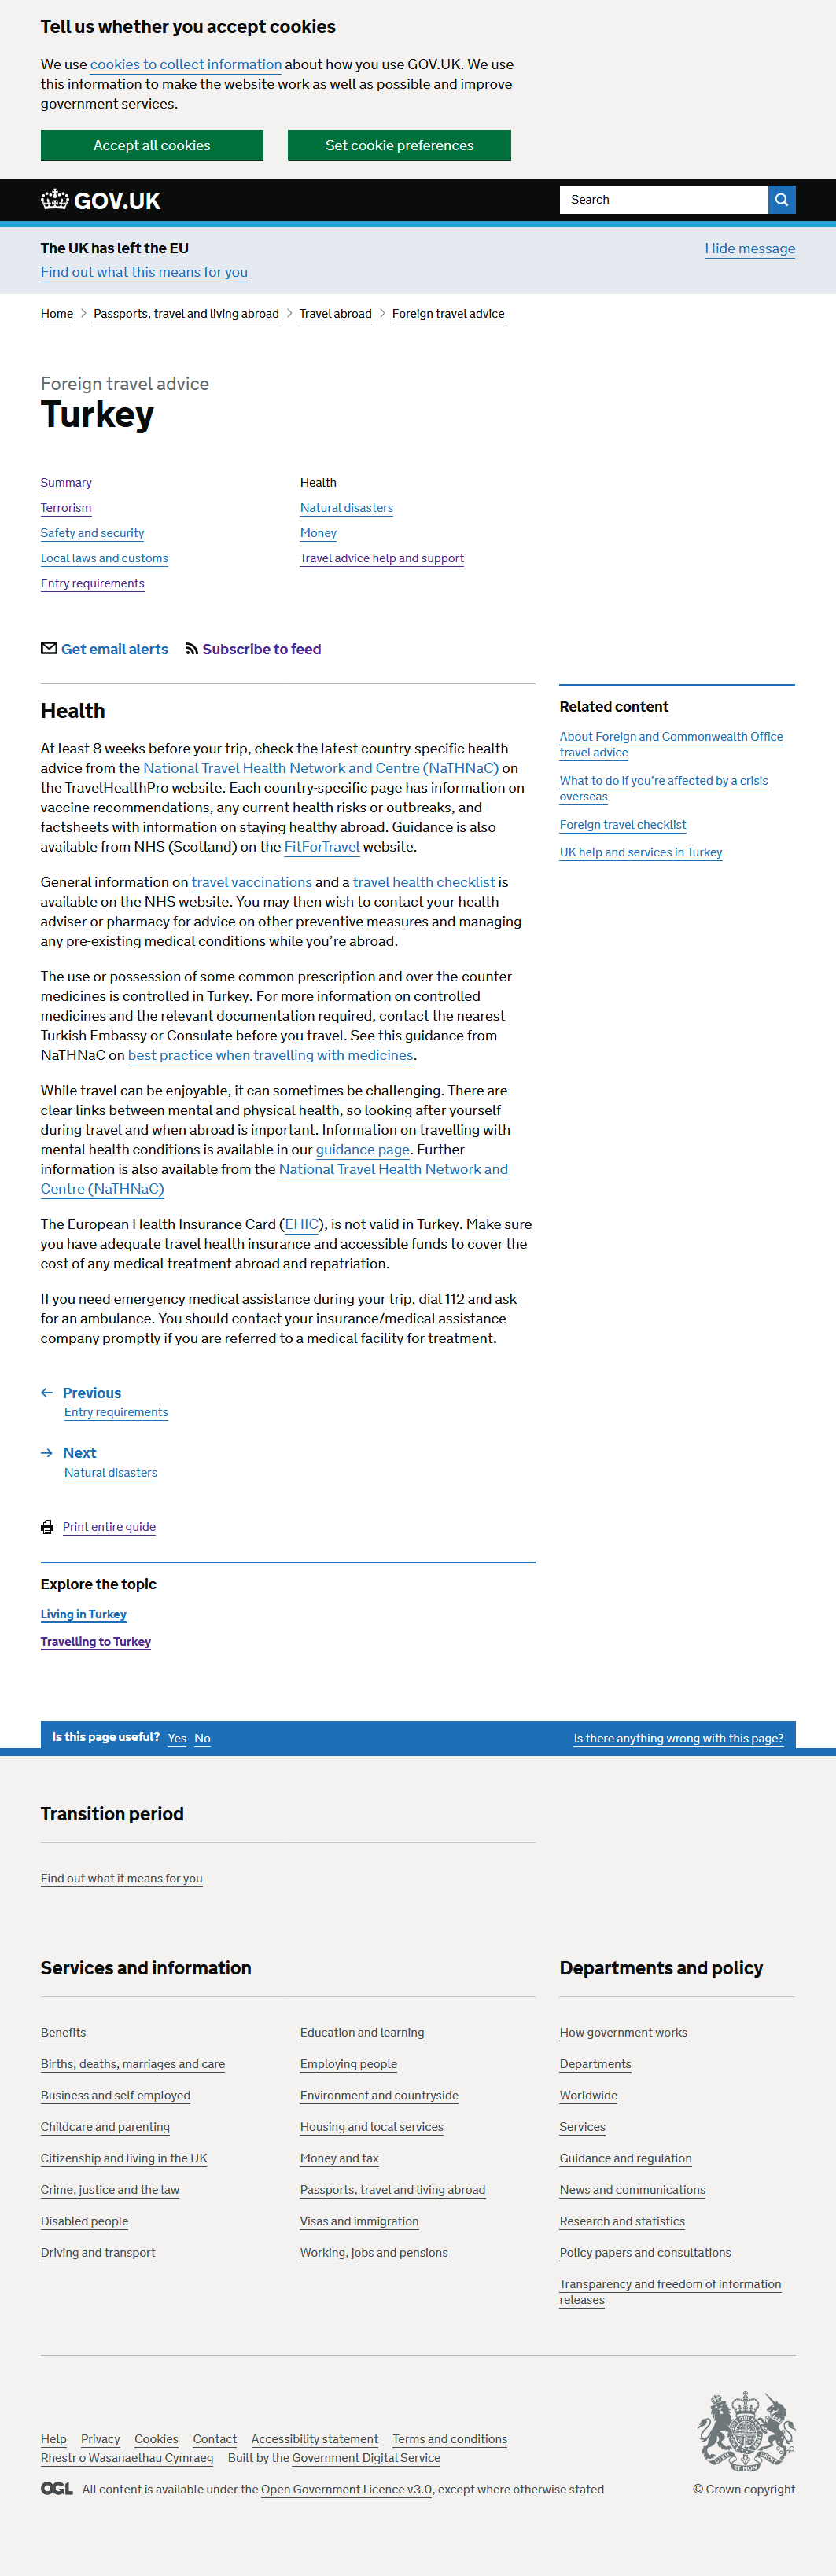 Tell us whether you accept cookies
We use cookies to collect information about how you use GOV.UK. We use
this information to make the website work as well as possible and improve
government services.
Accept all cookies
Set cookie preferences
GOV.UK
Search
The UK has left the EU
Hide message
Find out what this means for you
Home
Passports, travel and living abroad
Travel abroad
Foreign travel advice
Foreign travel advice
Turkey
Summary
Terrorism
Safety and security
Local laws and customs
Entry requirements
Health
Natural disasters
Money
Travel advice help and support
Get email alerts
Subscribe to feed
Health
At least 8 weeks before your trip, check the latest country-specific health
advice from the National Travel Health Network and Centre (NaTHNaC) on
the TravelHealthPro website. Each country-specific page has information on
vaccine recommendations, any current health risks or outbreaks, and
factsheets with information on staying healthy abroad. Guidance is also
available from NHS (Scotland) on the FitForTravel website.
General information on travel vaccinations and a travel health checklist is
available on the NHS website. You may then wish to contact your health
adviser or pharmacy for advice on other preventive measures and managing
any pre-existing medical conditions while you're abroad.
The use or possession of some common prescription and over-the-counter
medicines is controlled in Turkey. For more information on controlled
medicines and the relevant documentation required, contact the nearest
Turkish Embassy or Consulate before you travel. See this guidance from
NaTHNaC on best practice when travelling with medicines.
While travel can be enjoyable, it can sometimes be challenging. There are
clear links between mental and physical health, so looking after yourself
during travel and when abroad is important. Information on travelling with
mental health conditions is available in our guidance page. Further
information is also available from the National Travel Health Network and
Centre (NaTHNaC)
The European Health Insurance Card (EHIC), is not valid in Turkey. Make sure
you have adequate travel health insurance and accessible funds to cover the
cost of any medical treatment abroad and repatriation.
If you need emergency medical assistance during your trip, dial 112 and ask
for an ambulance. You should contact your insurance/medical assistance
company promptly if you are referred to a medical facility for treatment.
Related content
About Foreign and Commonwealth Office
travel advice
What to do if you're affected by a crisis
overseas
Foreign travel checklist
UK help and services in Turkey
Previous
Entry requirements
Next
Natural disasters
Print entire guide
Explore the topic
Living in Turkey
Travelling to Turkey
Is this page useful? Yes No
Is there anything wrong with this page?
Transition period
Find out what it means for you
Services and information
Benefits
Births, deaths, marriages and care
Business and self-employed
Childcare and parenting
Citizenship and living in the UK
Crime, justice and the law
Disabled people
Driving and transport
Education and learning
Employing people
Environment and countryside
Housing and local services
Money and tax
Passports, travel and living abroad
Visas and immigration
Working, jobs and pensions
Departments and policy
How government works
Departments
Worldwide
Services
Guidance and regulation
News and communications
Research and statistics
Policy papers and consultations
Transparency and freedom of information
releases
Help Privacy Cookies Contact Accessibility statement Terms and conditions
Rhestr o Wasanaethau Cymraeg Built by the Government Digital Service
OGL All content is available under the Open Government Licence v3.0, except where otherwise stated
© Crown copyright